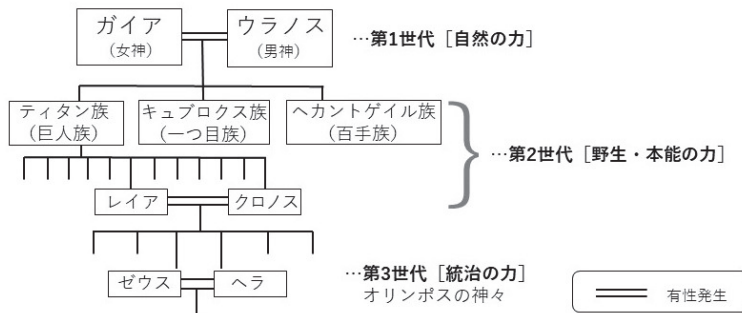 ガイア
(女神)
ウラノス
(男神)
…第1世代［自然の力］
ティタン族
(巨人族)
キュブロクス族
(一つ目族)
ヘカントゲイル族
(百手族)
…第2世代［野生・本能の力］
レイア
クロノス
ゼウス
ヘラ
…第3世代［統治の力］
オリンポスの神々
有性発生